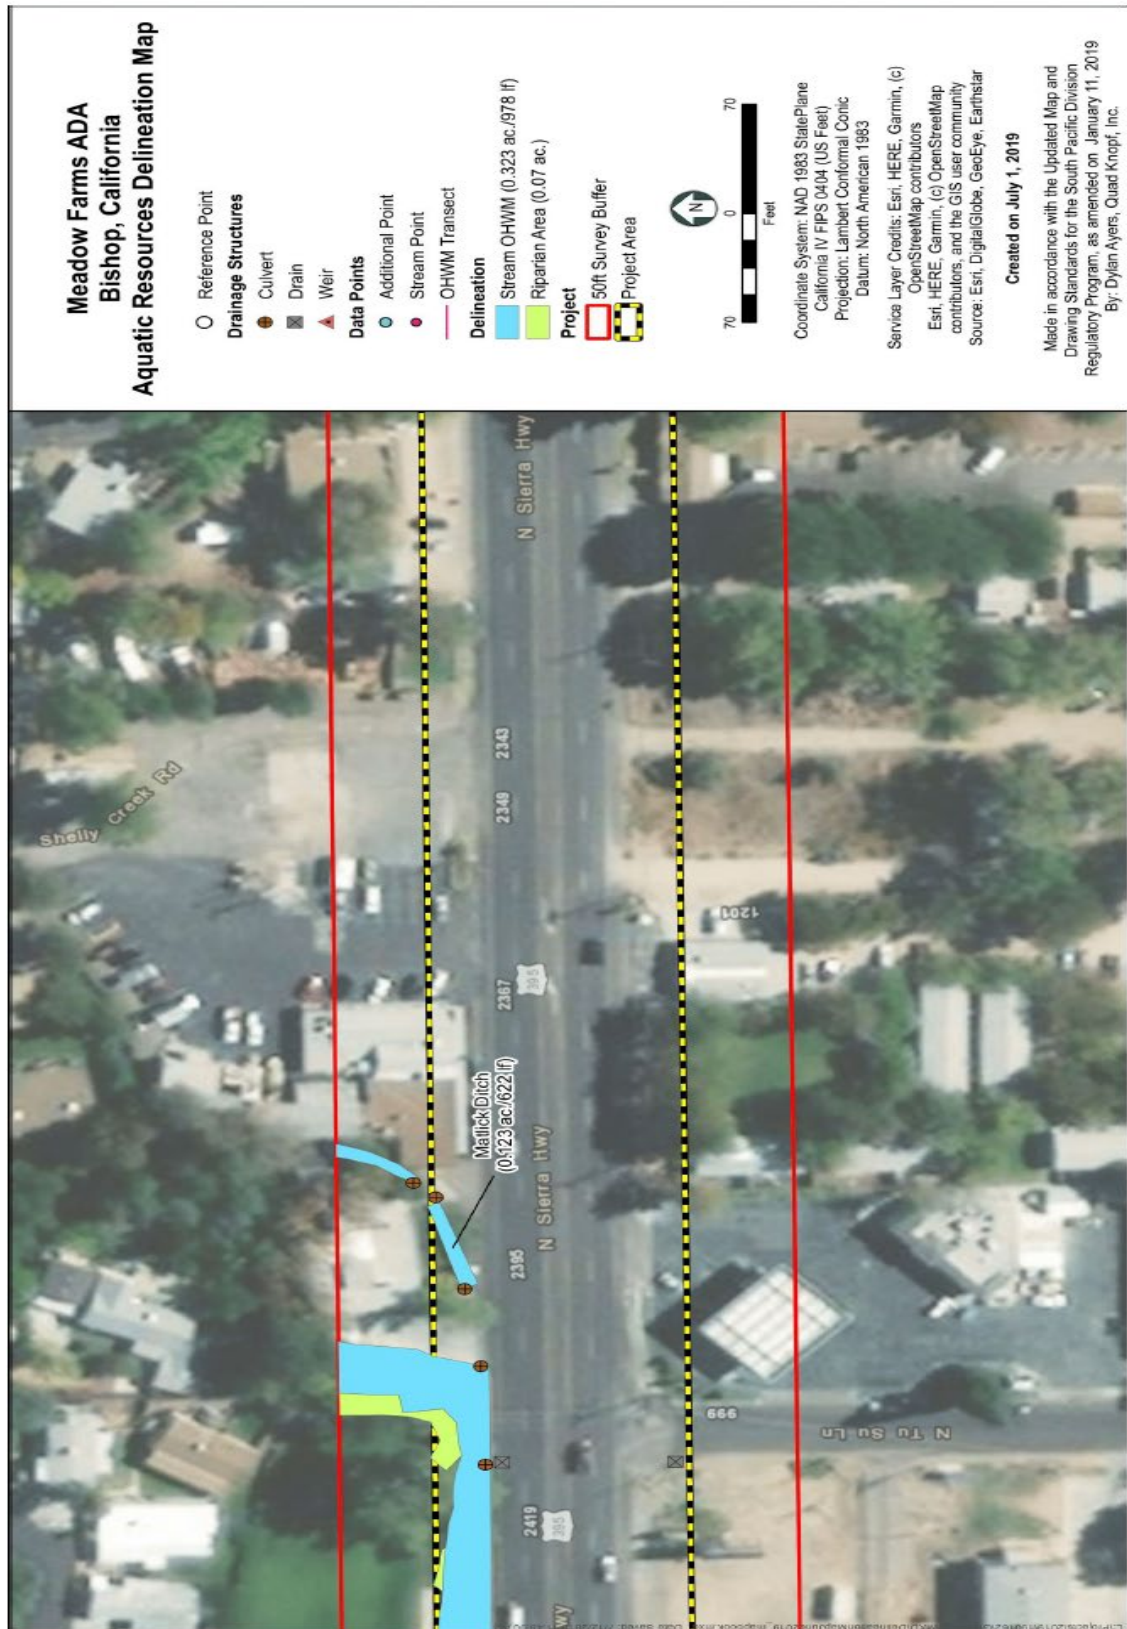 Meadow Farms ADA
Bishop, California
Aquatic Resources Delineation Map
Reference Point
Drainage Structures
Culvert
Drain
Weir
Data Points
Additional Point
Stream Point
OHWM Transect
Delineation
Stream OHWM (0.323 ac./978 lf)
Riparian Area (0.07 ac.)
Project
50ft Survey Buffer
Project Area
N
70
0
70
Feet
Coordinate System: NAD 1983 StatePlane
California IV FIPS 0404 (US Feet)
Projection: Lambert Conformal Conic
Datum: North American 1983
Service Layer Credits: Esri, HERE, Garmin, (c)
OpenStreetMap contributors
Esri, HERE, Garmin, (c) OpenStreetMap
contributors, and the GIS user community
Source: Esri, DigitalGlobe, GeoEye, Earthstar
Created on July 1, 2019
Made in accordance with the Updated Map and
Drawing Standards for the South Pacific Division
Regulatory Program, as amended on January 11, 2019
By: Dylan Ayers, Quad Knopf, Inc.
Shelly Creek Rd
N Sierra Hwy
2343
2349
2367
395
1201
Matlick Ditch
(0.123 ac./622 lf)
N Sierra Hwy
2395
999
N Tu Su Ln
2419
395
wy